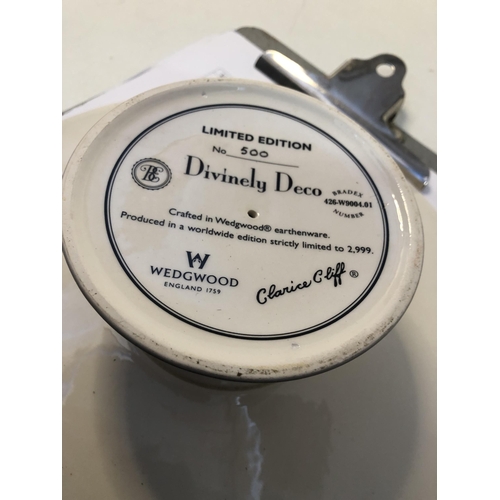 LIMITED EDITION
No 500
Divinely Deco
BRADEX
426-W9004.01
NUMBER
Crafted in Wedgwood® earthenware.
Produced in a worldwide edition strictly limited to 2,999.
WEDGWOOD
ENGLAND 1759
Clarice Cliff ®